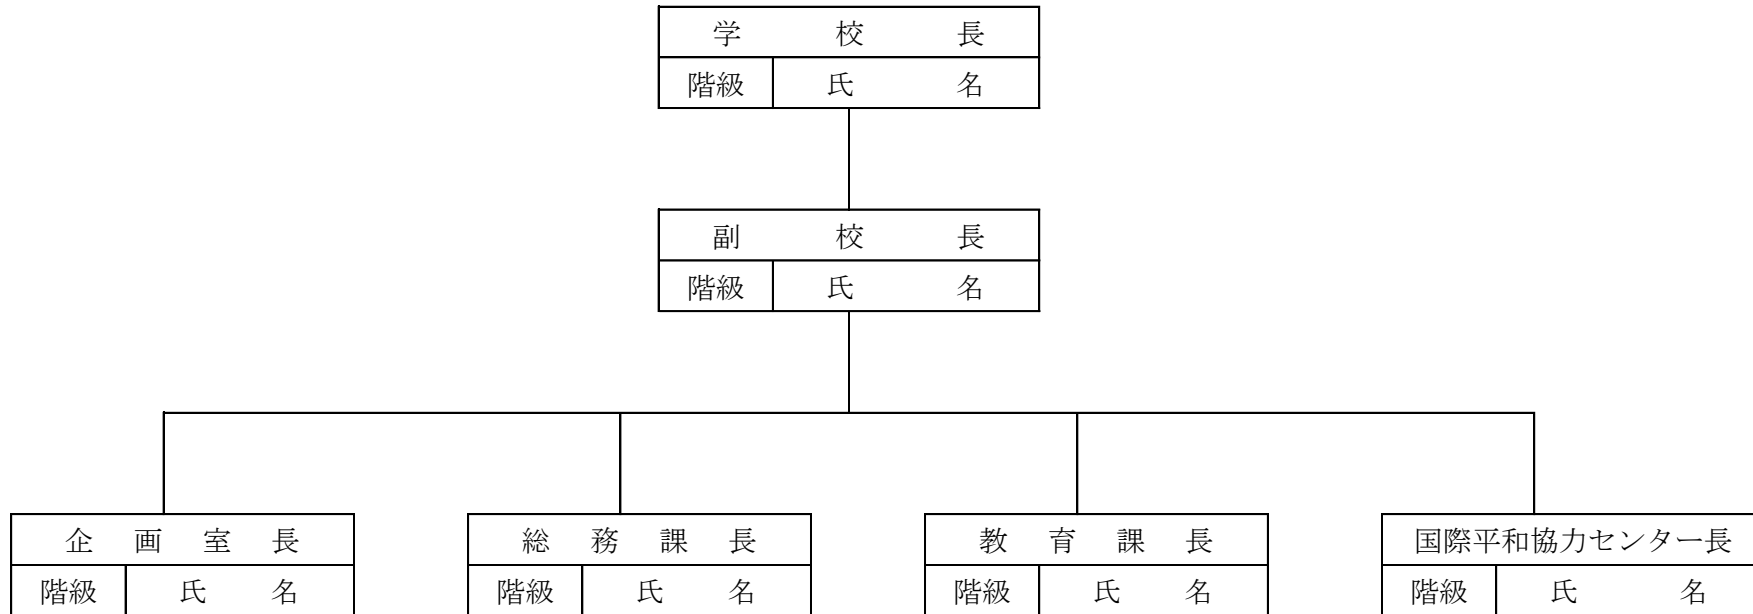 学校長
階級 氏名
副校長
階級 氏名
企画室長 総務課長 教育課長 国際平和協力センター長
階級 氏名 階級 氏名 階級 氏名 階級 氏名